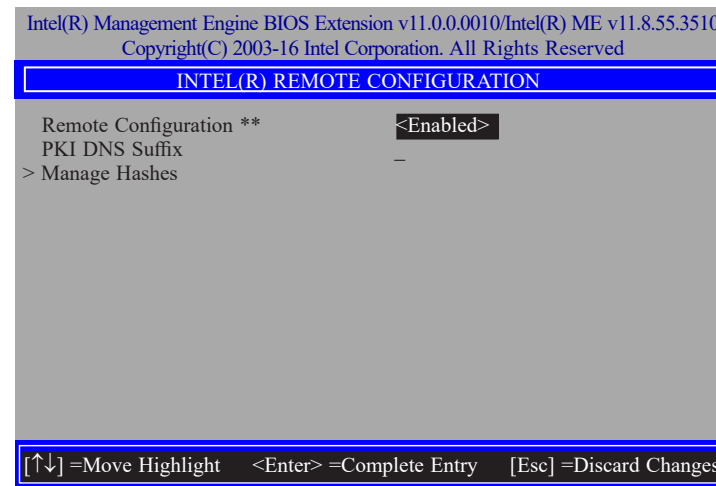 Intel(R) Management Engine BIOS Extension v11.0.0.0010/Intel(R) ME v11.8.55.3510
Copyright(C) 2003-16 Intel Corporation. All Rights Reserved
INTEL(R) REMOTE CONFIGURATION
Remote Configuration ** <Enabled>
PKI DNS Suffix _
> Manage Hashes
[↑↓] =Move Highlight <Enter> =Complete Entry [Esc] =Discard Changes